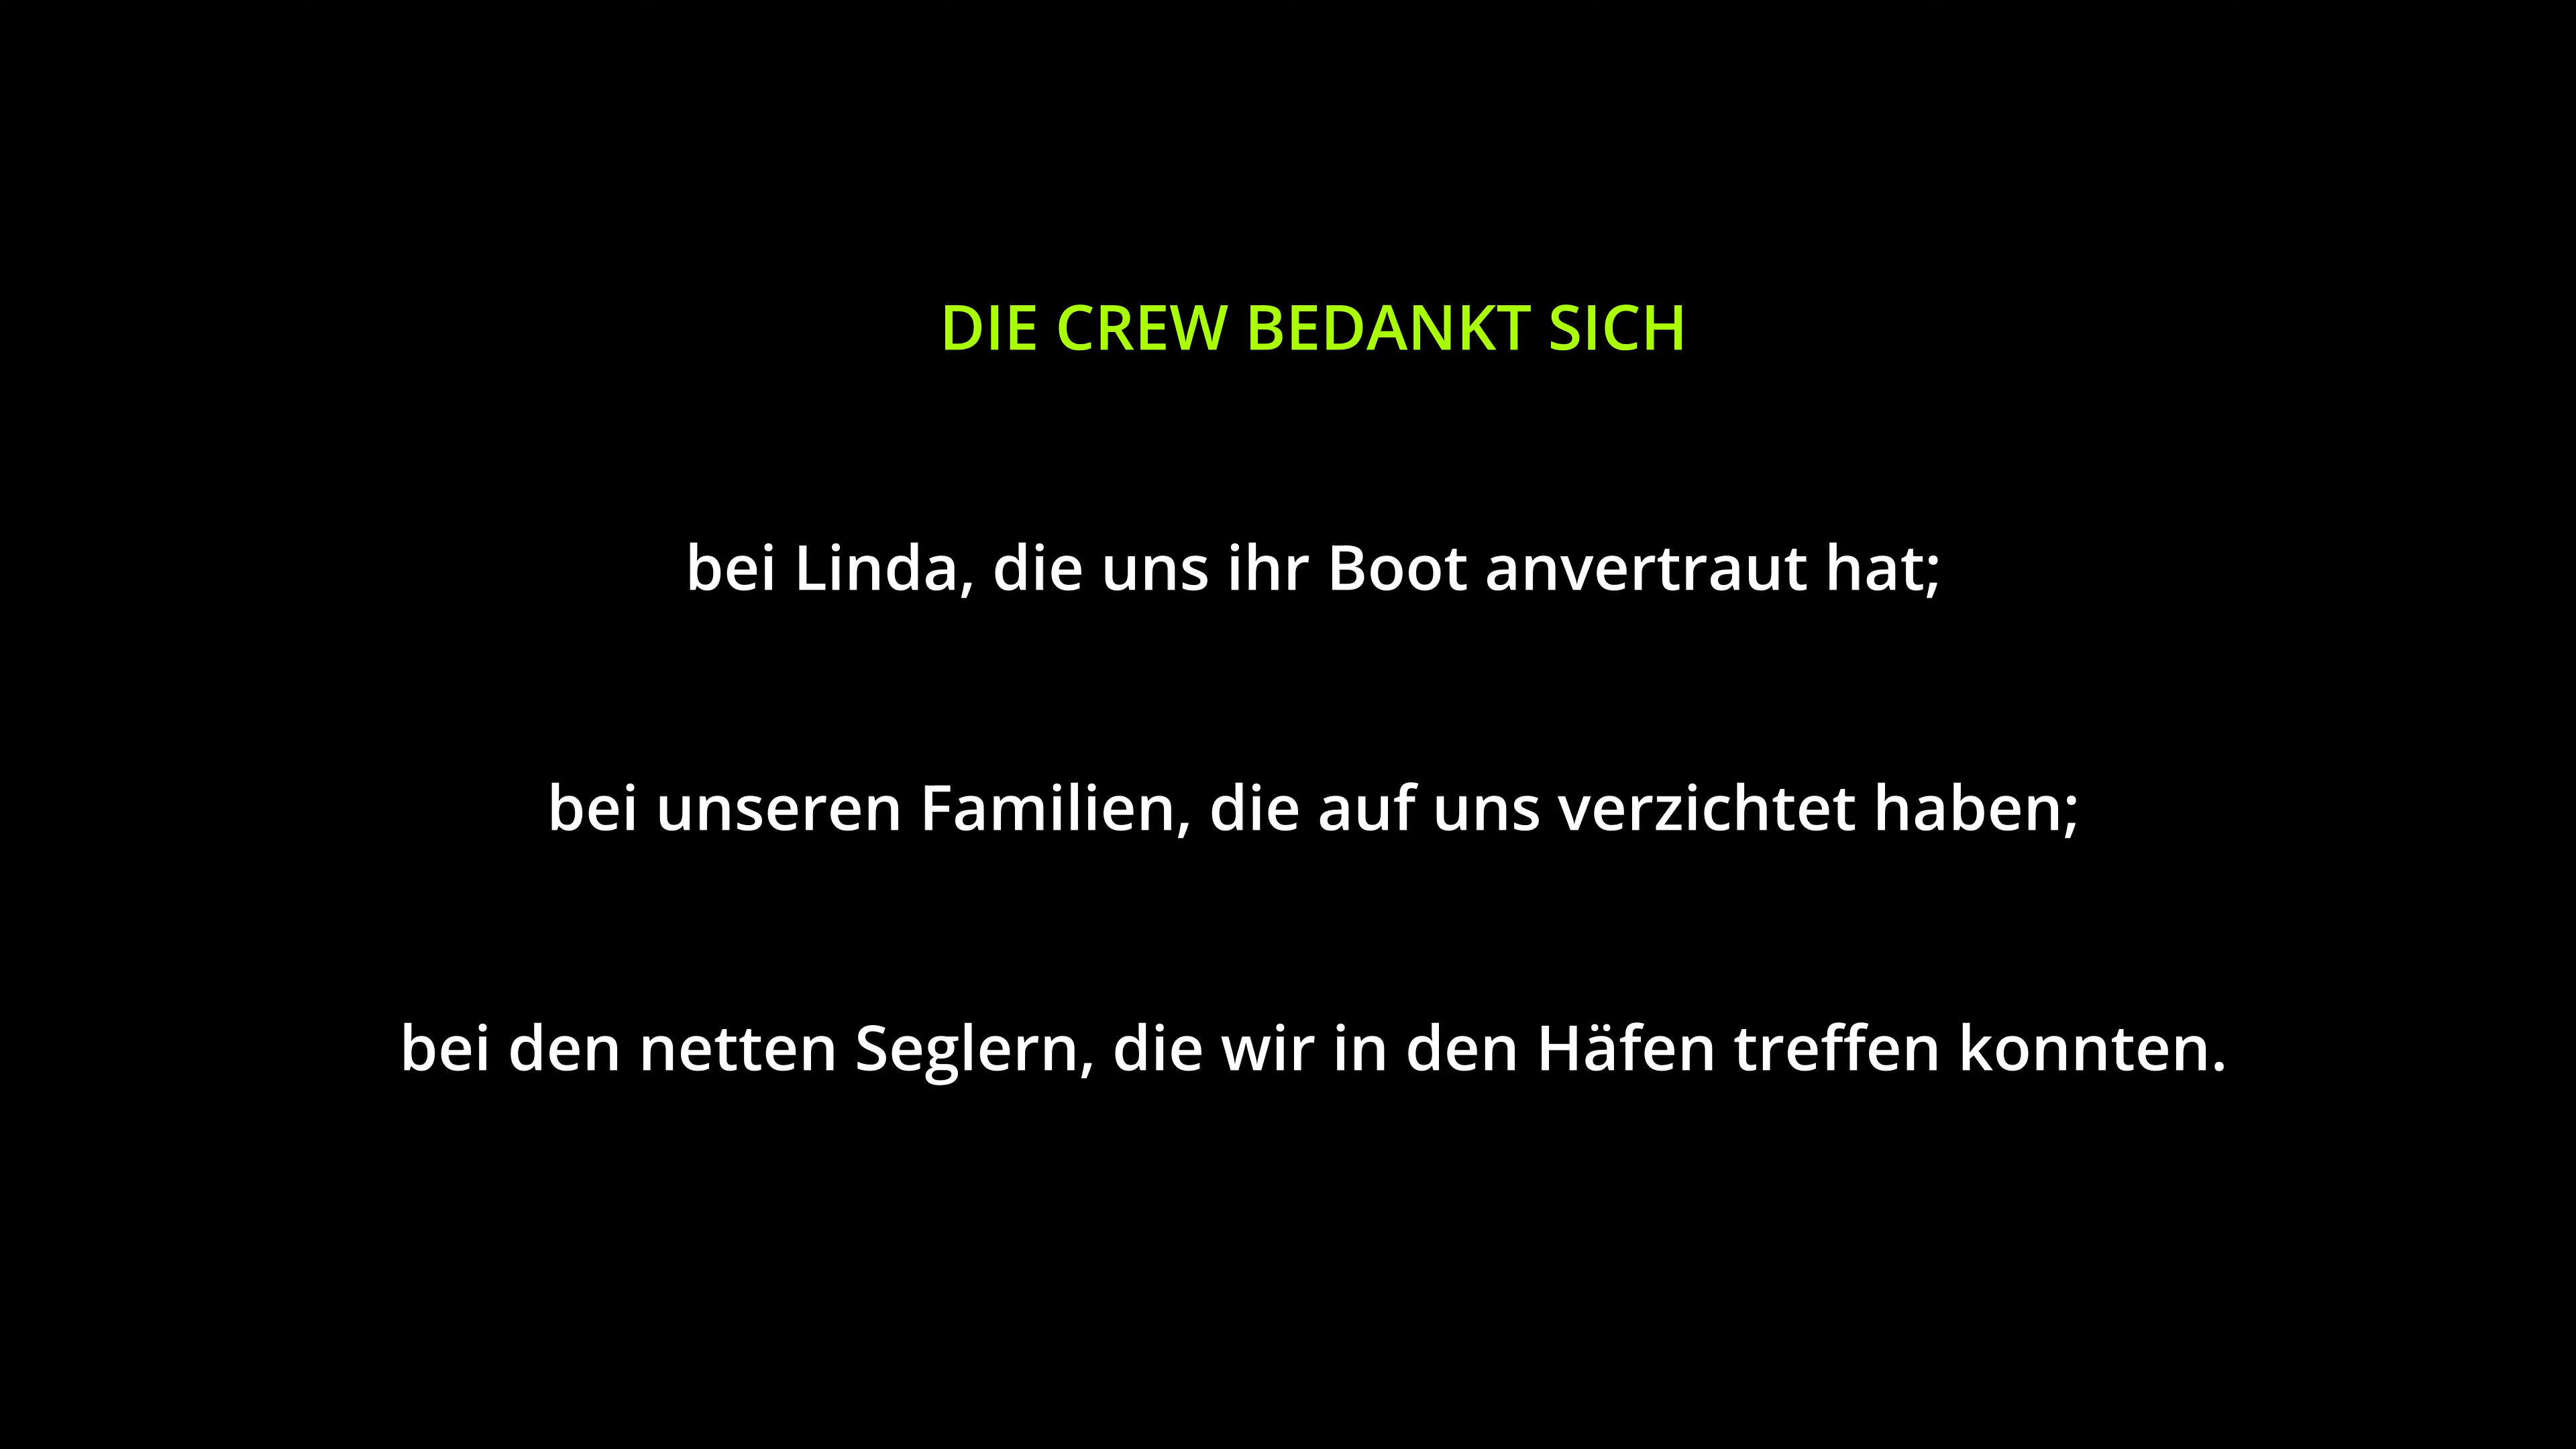 DIE CREW BEDANKT SICH
bei Linda, die uns ihr Boot anvertraut hat;
bei unseren Familien, die auf uns verzichtet haben;
bei den netten Seglern, die wir in den Häfen treffen konnten.